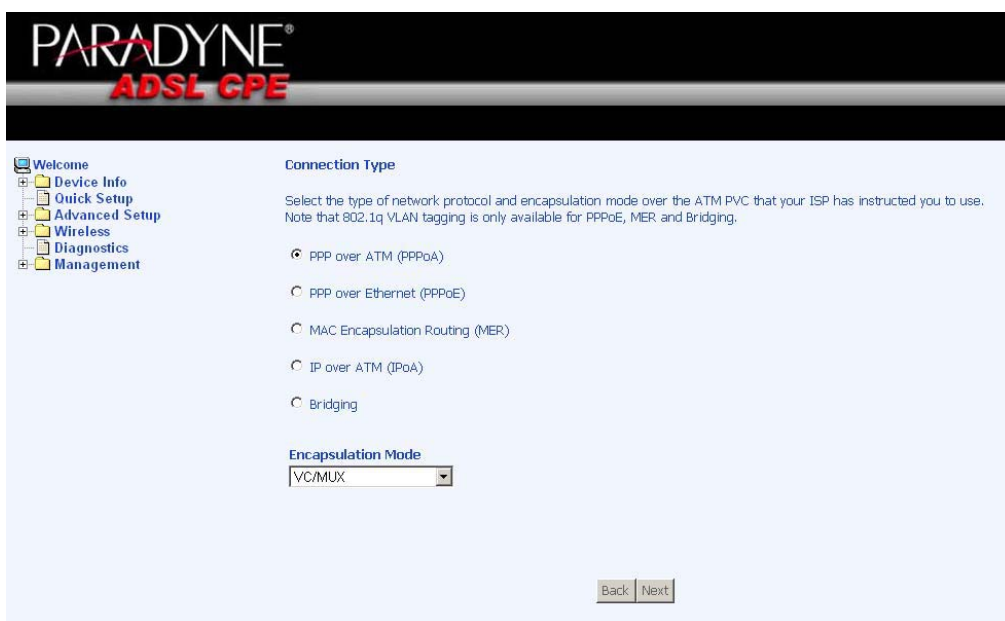 PARADYNE®
ADSL CPE
Welcome
Device Info
Quick Setup
Advanced Setup
Wireless
Diagnostics
Management
Connection Type
Select the type of network protocol and encapsulation mode over the ATM PVC that your ISP has instructed you to use.
Note that 802.1q VLAN tagging is only available for PPPoE, MER and Bridging.
PPP over ATM (PPPoA)
PPP over Ethernet (PPPoE)
MAC Encapsulation Routing (MER)
IP over ATM (IPoA)
Bridging
Encapsulation Mode
VC/MUX
Back Next